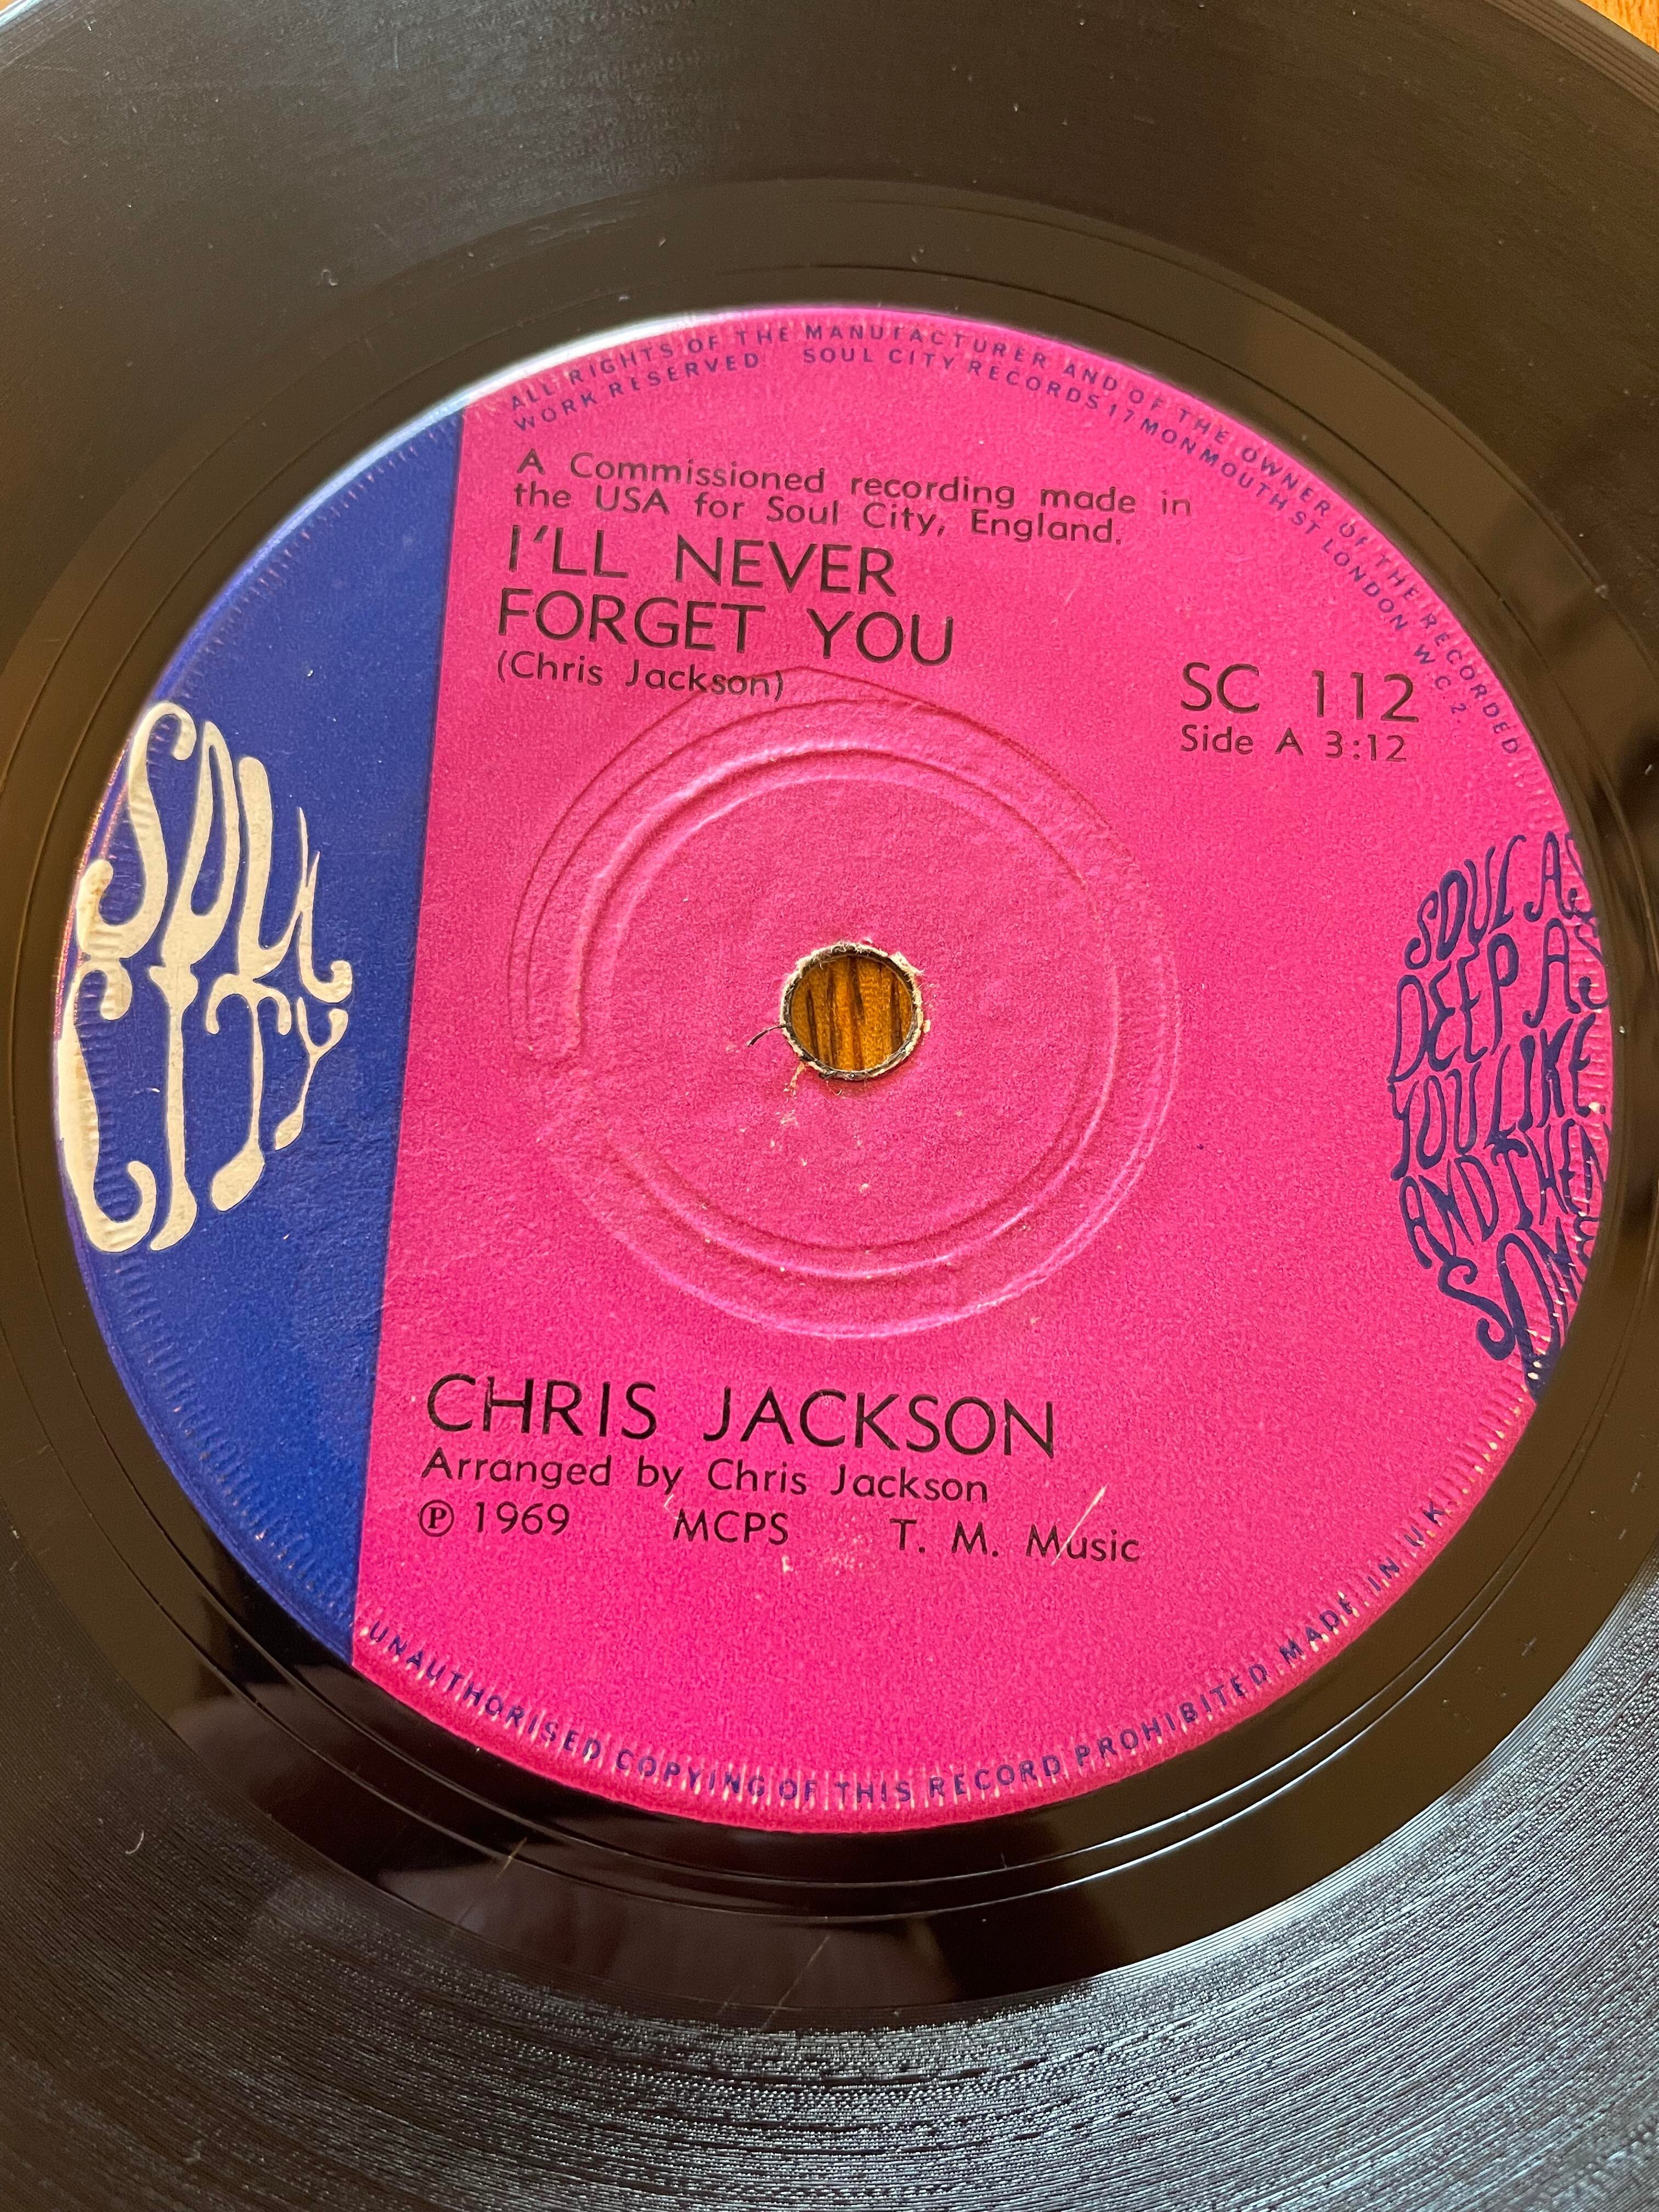 ALL RIGHTS OF THE MANUFACTURER AND OF THE OWNER OF THE RECORDED
WORK RESERVED SOUL CITY RECORDS 17 MONMOUTH ST LONDON W.C 2.
A Commissioned recording made in
the USA for Soul City, England.
I'LL NEVER
FORGET YOU
(Chris Jackson)
SC 112
Side A 3:12
SOUL
CITY
SOUL AS
DEEP AS
YOU LIKE
AND THEN
CHRIS JACKSON
Arranged by Chris Jackson
℗ 1969 MCPS T. M. Music
UNAUTHORISED COPYING OF THIS RECORD PROHIBITED MADE IN U.K.